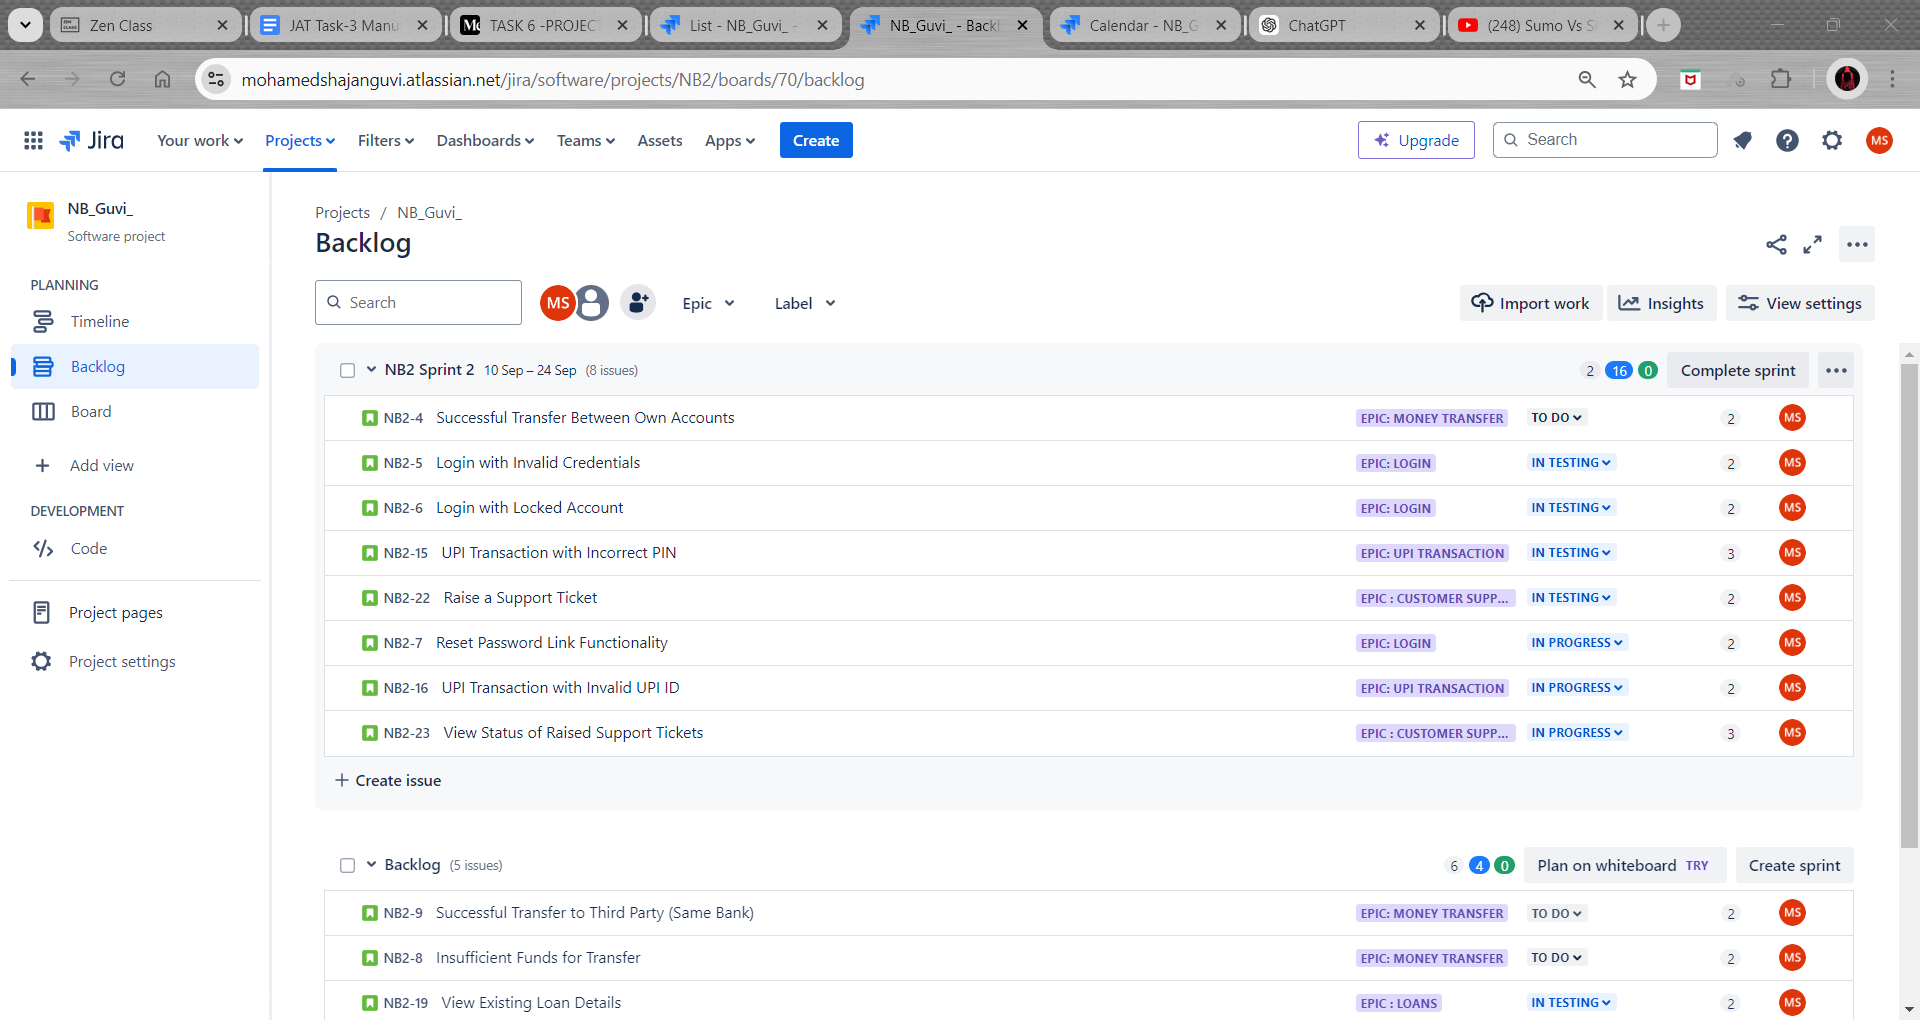 Zen Class
JAT Task-3 Manu
TASK 6 -PROJECT
List - NB_Guvi_ -
NB_Guvi_ - Backl
Calendar - NB_G
ChatGPT
(248) Sumo Vs S
mohamedshajanguvi.atlassian.net/jira/software/projects/NB2/boards/70/backlog
Jira
Your work
Projects
Filters
Dashboards
Teams
Assets
Apps
Create
Upgrade
Search
MS
NB_Guvi_
Software project
PLANNING
Timeline
Backlog
Board
Add view
DEVELOPMENT
Code
Project pages
Project settings
Projects / NB_Guvi_
Backlog
Search
MS
Epic
Label
Import work
Insights
View settings
NB2 Sprint 2 10 Sep – 24 Sep (8 issues) 2 16 0 Complete sprint
NB2-4 Successful Transfer Between Own Accounts EPIC: MONEY TRANSFER TO DO 2 MS
NB2-5 Login with Invalid Credentials EPIC: LOGIN IN TESTING 2 MS
NB2-6 Login with Locked Account EPIC: LOGIN IN TESTING 2 MS
NB2-15 UPI Transaction with Incorrect PIN EPIC: UPI TRANSACTION IN TESTING 3 MS
NB2-22 Raise a Support Ticket EPIC : CUSTOMER SUPP... IN TESTING 2 MS
NB2-7 Reset Password Link Functionality EPIC: LOGIN IN PROGRESS 2 MS
NB2-16 UPI Transaction with Invalid UPI ID EPIC: UPI TRANSACTION IN PROGRESS 2 MS
NB2-23 View Status of Raised Support Tickets EPIC : CUSTOMER SUPP... IN PROGRESS 3 MS
+ Create issue
Backlog (5 issues) 6 4 0 Plan on whiteboard TRY Create sprint
NB2-9 Successful Transfer to Third Party (Same Bank) EPIC: MONEY TRANSFER TO DO 2 MS
NB2-8 Insufficient Funds for Transfer EPIC: MONEY TRANSFER TO DO 2 MS
NB2-19 View Existing Loan Details EPIC : LOANS IN TESTING 2 MS